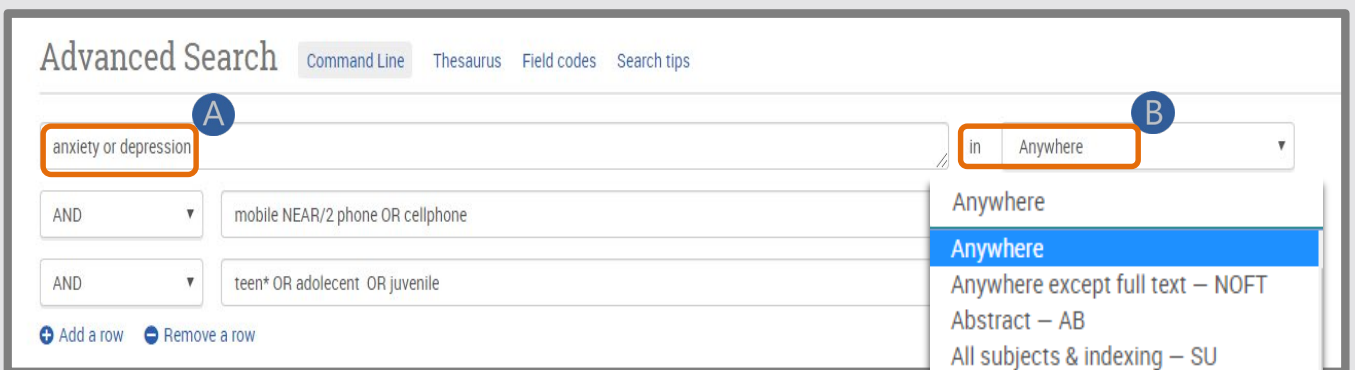 Advanced Search Command Line Thesaurus Field codes Search tips
A
B
anxiety or depression in Anywhere
AND mobile NEAR/2 phone OR cellphone
AND teen* OR adolecent OR juvenile
Add a row Remove a row
Anywhere
Anywhere
Anywhere except full text – NOFT
Abstract – AB
All subjects & indexing – SU